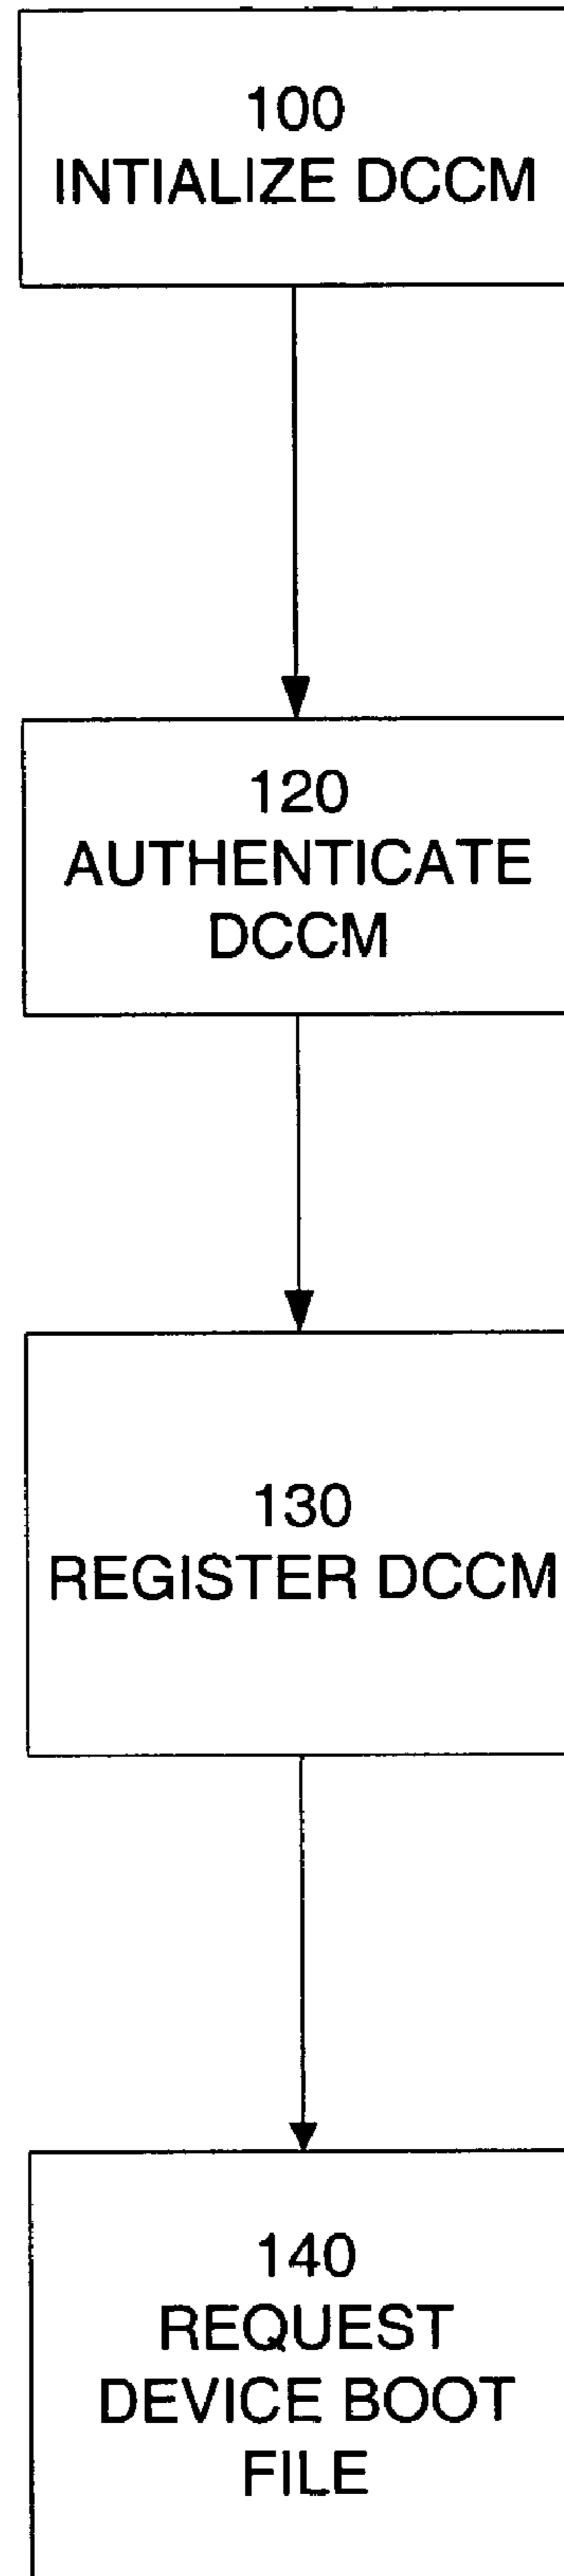 100
INTIALIZE DCCM
120
AUTHENTICATE
DCCM
130
REGISTER DCCM
140
REQUEST
DEVICE BOOT
FILE